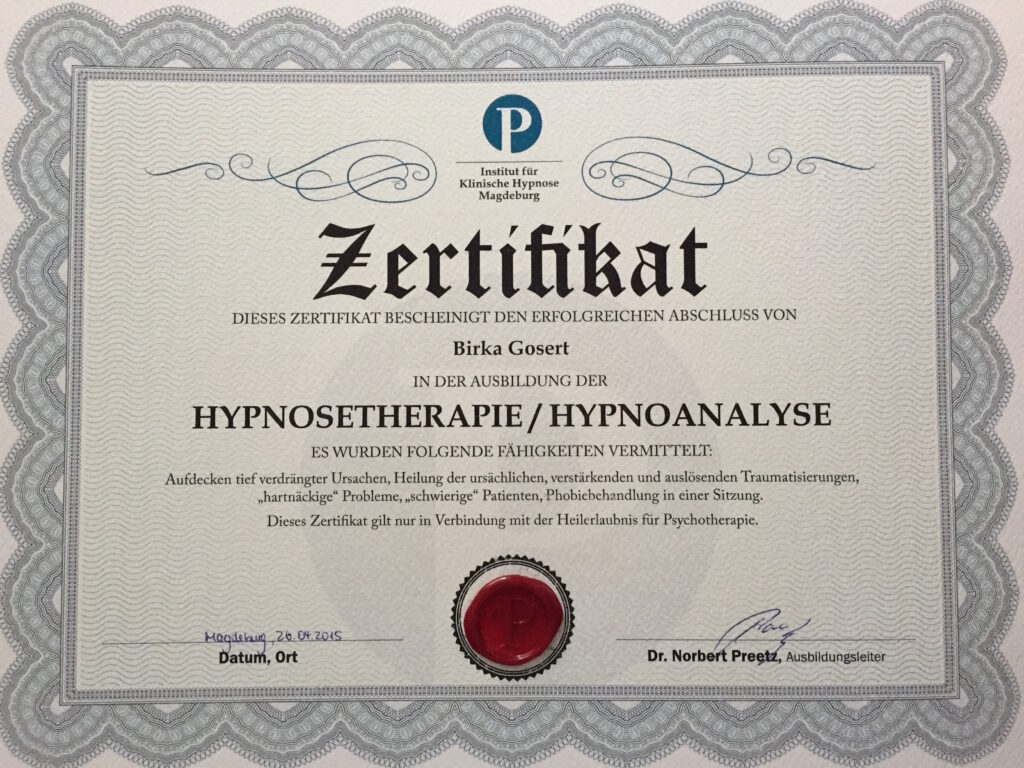 P
Institut für
Klinische Hypnose
Magdeburg
Zertifikat
DIESES ZERTIFIKAT BESCHEINIGT DEN ERFOLGREICHEN ABSCHLUSS VON
Birka Gosert
IN DER AUSBILDUNG DER
HYPNOSETHERAPIE / HYPNOANALYSE
ES WURDEN FOLGENDE FÄHIGKEITEN VERMITTELT:
Aufdecken tief verdrängter Ursachen, Heilung der ursächlichen, verstärkenden und auslösenden Traumatisierungen,
„hartnäckige“ Probleme, „schwierige“ Patienten, Phobiebehandlung in einer Sitzung.
Dieses Zertifikat gilt nur in Verbindung mit der Heilerlaubnis für Psychotherapie.
P
Magdeburg, 26.04.2015
Datum, Ort
Dr. Norbert Preetz, Ausbildungsleiter